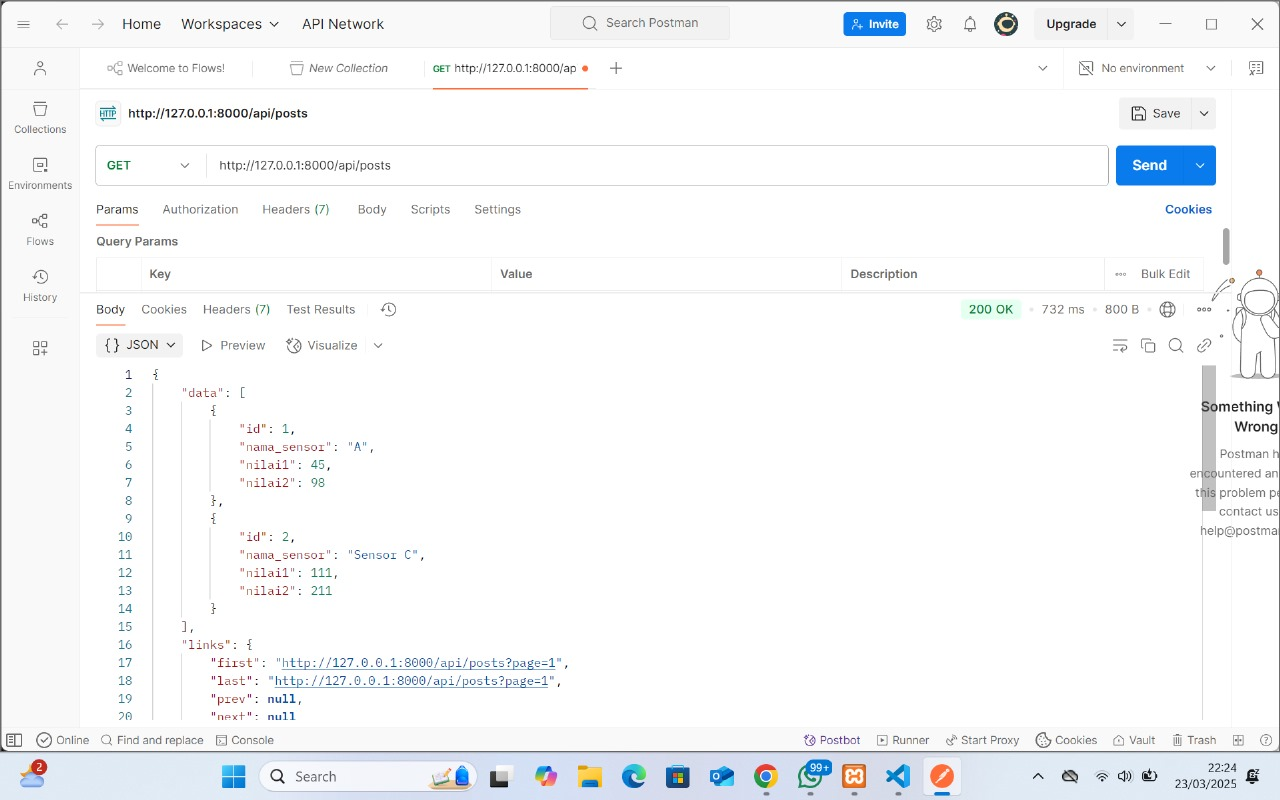 Home Workspaces API Network Search Postman Invite Upgrade
Welcome to Flows! New Collection GET http://127.0.0.1:8000/ap No environment
HTTP http://127.0.0.1:8000/api/posts Save
Collections
GET http://127.0.0.1:8000/api/posts Send
Environments
Params Authorization Headers (7) Body Scripts Settings Cookies
Flows
Query Params
Key Value Description Bulk Edit
History
Body Cookies Headers (7) Test Results 200 OK 732 ms 800 B
{ } JSON Preview Visualize
1 {
2 "data": [
3 {
4 "id": 1,
5 "nama_sensor": "A",
6 "nilai1": 45,
7 "nilai2": 98
8 },
9 {
10 "id": 2,
11 "nama_sensor": "Sensor C",
12 "nilai1": 111,
13 "nilai2": 211
14 }
15 ],
16 "links": {
17 "first": "http://127.0.0.1:8000/api/posts?page=1",
18 "last": "http://127.0.0.1:8000/api/posts?page=1",
19 "prev": null,
20 "next": null
Something
Wrong
Postman
encountered an
this problem
contact us
Online Find and replace Console Postbot Runner Start Proxy Cookies Vault Trash
2 Search 99+ 22:24
23/03/2025